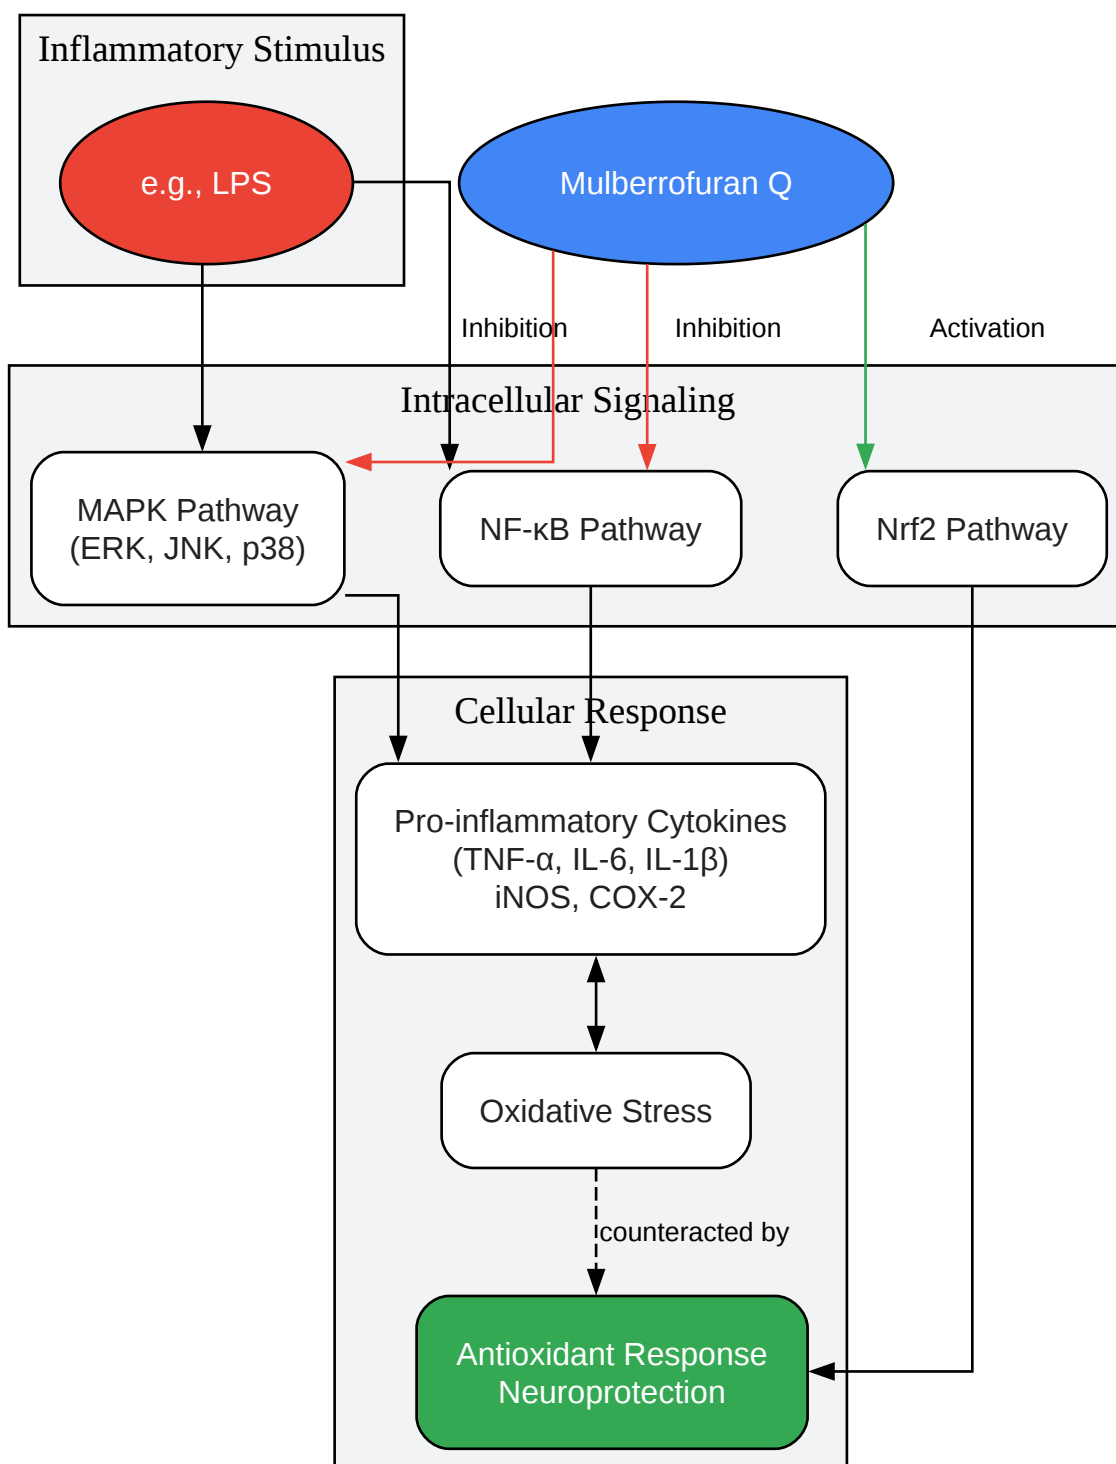 Inflammatory Stimulus
e.g., LPS
Mulberrofuran Q
Inhibition
Inhibition
Activation
Intracellular Signaling
MAPK Pathway
(ERK, JNK, p38)
NF-κB Pathway
Nrf2 Pathway
Cellular Response
Pro-inflammatory Cytokines
(TNF-α, IL-6, IL-1β)
iNOS, COX-2
Oxidative Stress
counteracted by
Antioxidant Response
Neuroprotection